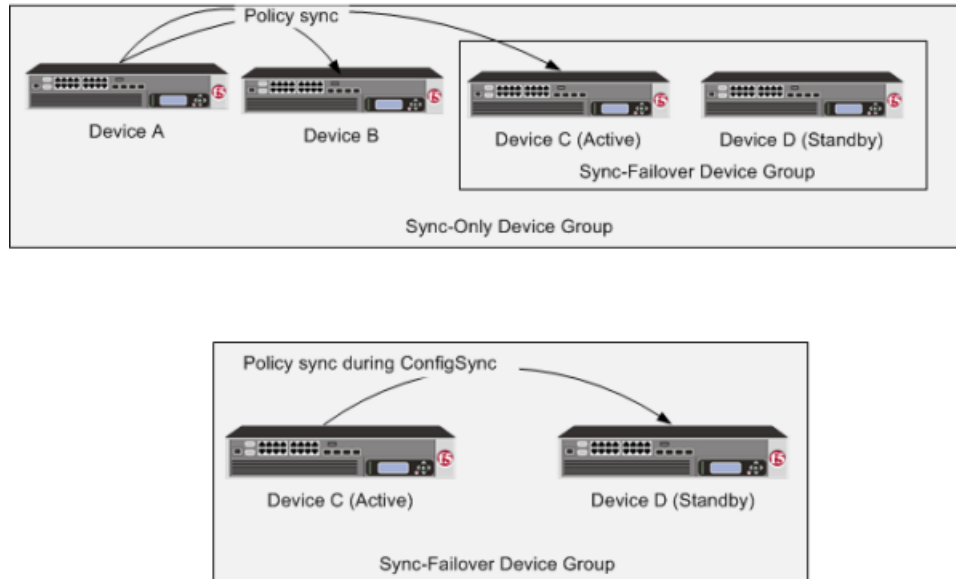 Policy sync
Device A
Device B
Device C (Active)
Device D (Standby)
Sync-Failover Device Group
Sync-Only Device Group
Policy sync during ConfigSync
Device C (Active)
Device D (Standby)
Sync-Failover Device Group